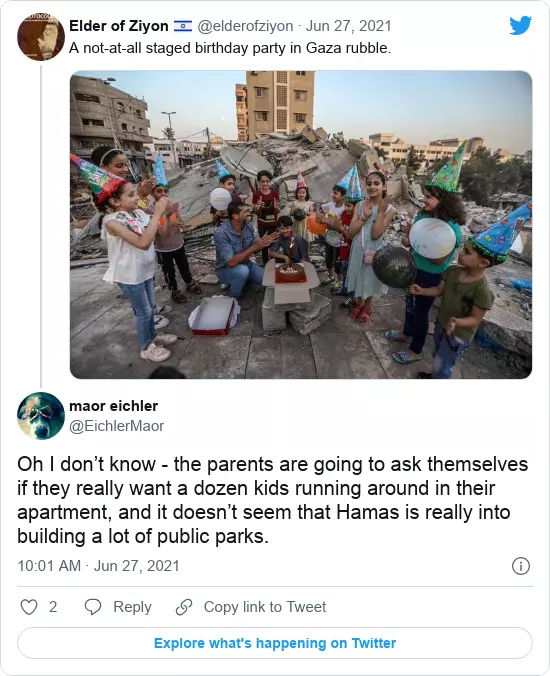 Elder of Ziyon 🇮🇱 @elderofziyon · Jun 27, 2021
A not-at-all staged birthday party in Gaza rubble.
maor eichler
@EichlerMaor
Oh I don’t know - the parents are going to ask themselves
if they really want a dozen kids running around in their
apartment, and it doesn’t seem that Hamas is really into
building a lot of public parks.
10:01 AM · Jun 27, 2021
2 Reply Copy link to Tweet
Explore what's happening on Twitter